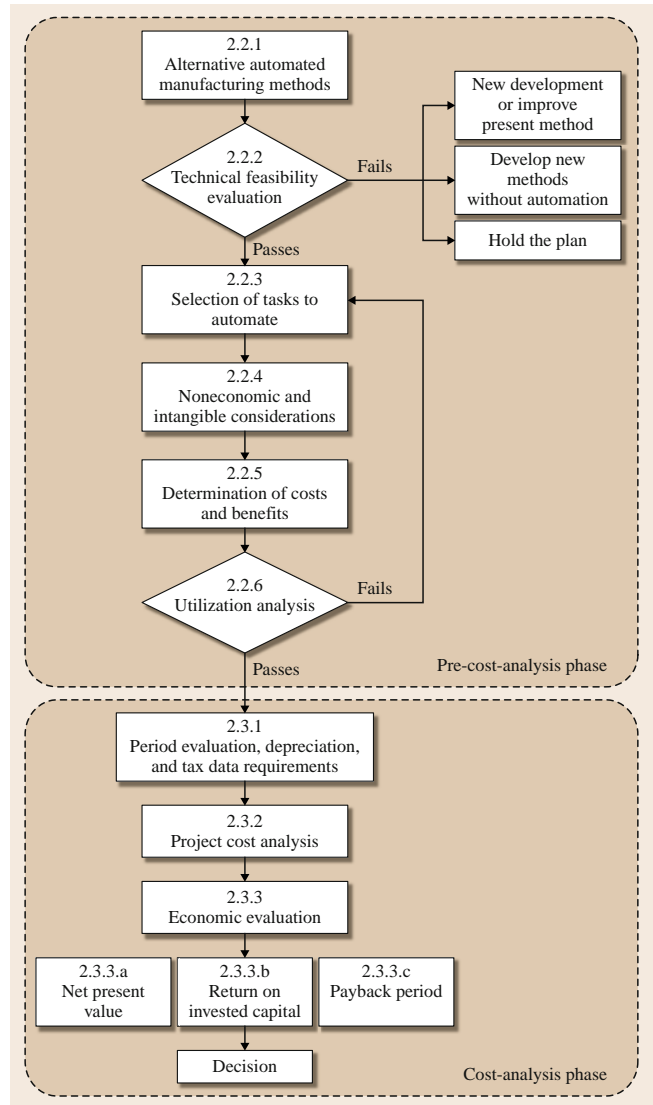 2.2.1
Alternative automated
manufacturing methods
New development
or improve
present method
2.2.2
Technical feasibility
evaluation
Fails
Develop new
methods
without automation
Hold the plan
Passes
2.2.3
Selection of tasks to
automate
2.2.4
Noneconomic and
intangible considerations
2.2.5
Determination of costs
and benefits
2.2.6
Utilization analysis
Fails
Passes
Pre-cost-analysis phase
2.3.1
Period evaluation, depreciation,
and tax data requirements
2.3.2
Project cost analysis
2.3.3
Economic evaluation
2.3.3.a
Net present
value
2.3.3.b
Return on
invested capital
2.3.3.c
Payback period
Decision
Cost-analysis phase